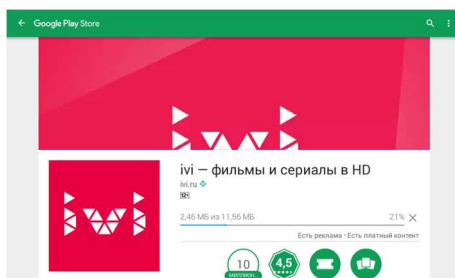 Google Play Store
ivi
ivi — фильмы и сериалы в HD
ivi.ru
2,46 МБ из 11,56 МБ
21%
Есть реклама · Есть платный контент
10
4,5
МИЛЛИОН...